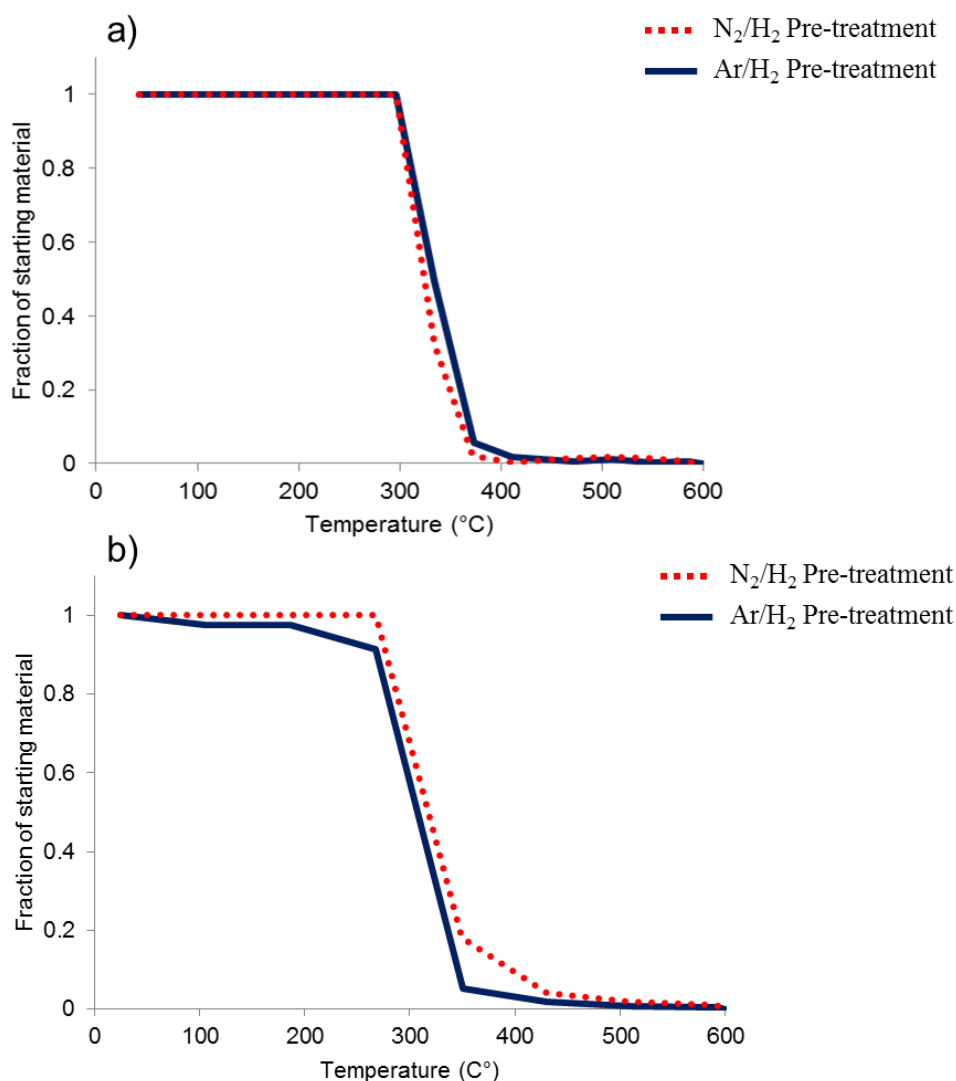 a)
N₂/H₂ Pre-treatment
Ar/H₂ Pre-treatment
Fraction of starting material
1
0.8
0.6
0.4
0.2
0
0 100 200 300 400 500 600
Temperature (°C)
b)
N₂/H₂ Pre-treatment
Ar/H₂ Pre-treatment
Fraction of starting material
1
0.8
0.6
0.4
0.2
0
0 100 200 300 400 500 600
Temperature (C°)